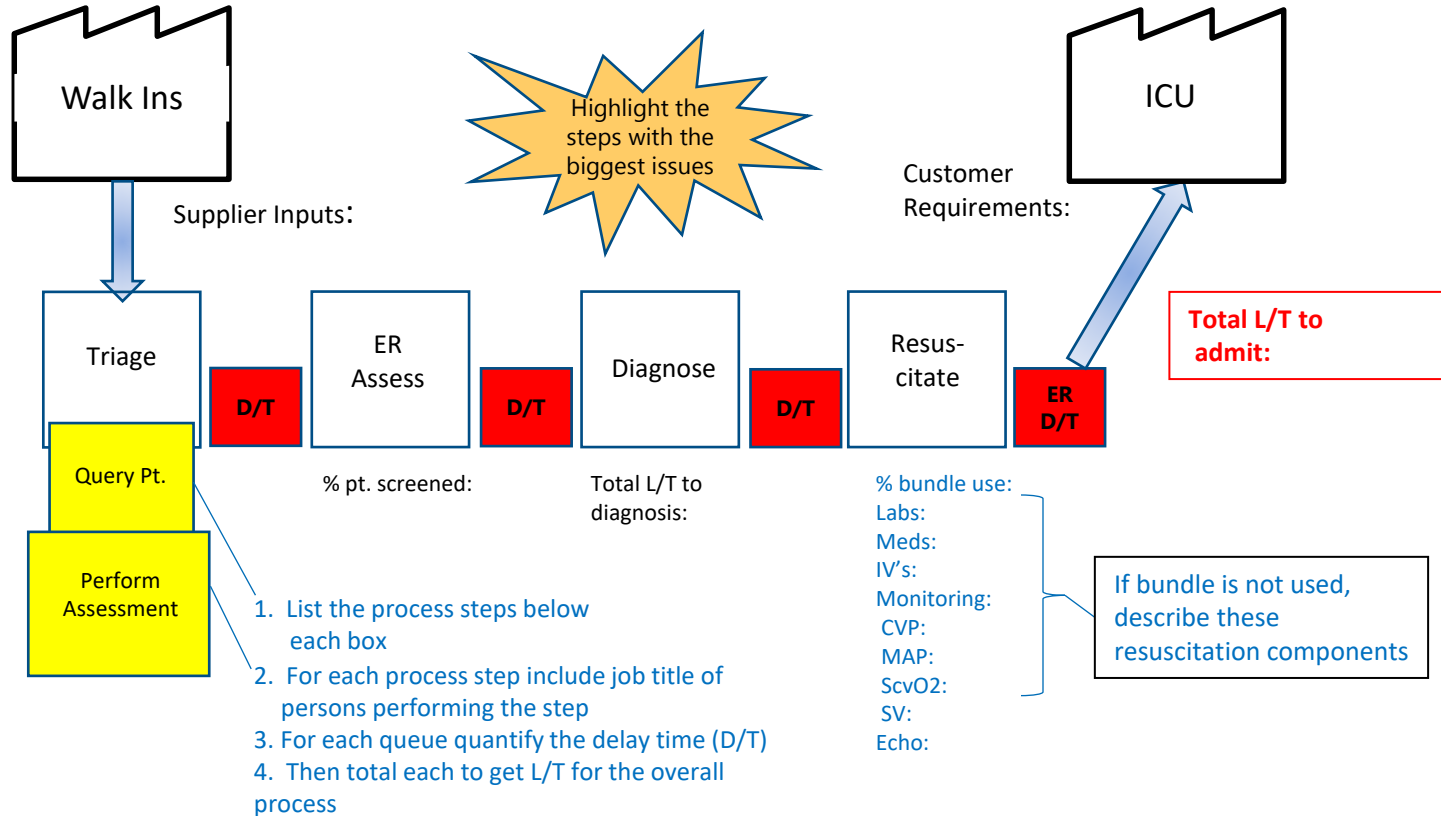 Walk Ins
Highlight the
steps with the
biggest issues
ICU
Supplier Inputs:
Customer
Requirements:
Triage
D/T
ER
Assess
D/T
Diagnose
D/T
Resus-
citate
ER
D/T
Total L/T to
admit:
Query Pt.
Perform
Assessment
% pt. screened:
Total L/T to
diagnosis:
% bundle use:
Labs:
Meds:
IV's:
Monitoring:
CVP:
MAP:
ScvO2:
SV:
Echo:
If bundle is not used,
describe these
resuscitation components
1. List the process steps below
each box
2. For each process step include job title of
persons performing the step
3. For each queue quantify the delay time (D/T)
4. Then total each to get L/T for the overall
process